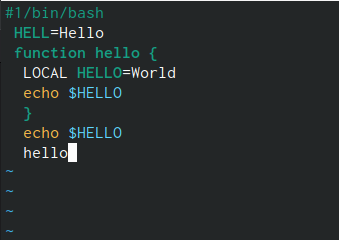 #1/bin/bash
HELL=Hello
function hello {
LOCAL HELLO=World
echo $HELLO
}
echo $HELLO
hello
~
~
~
~